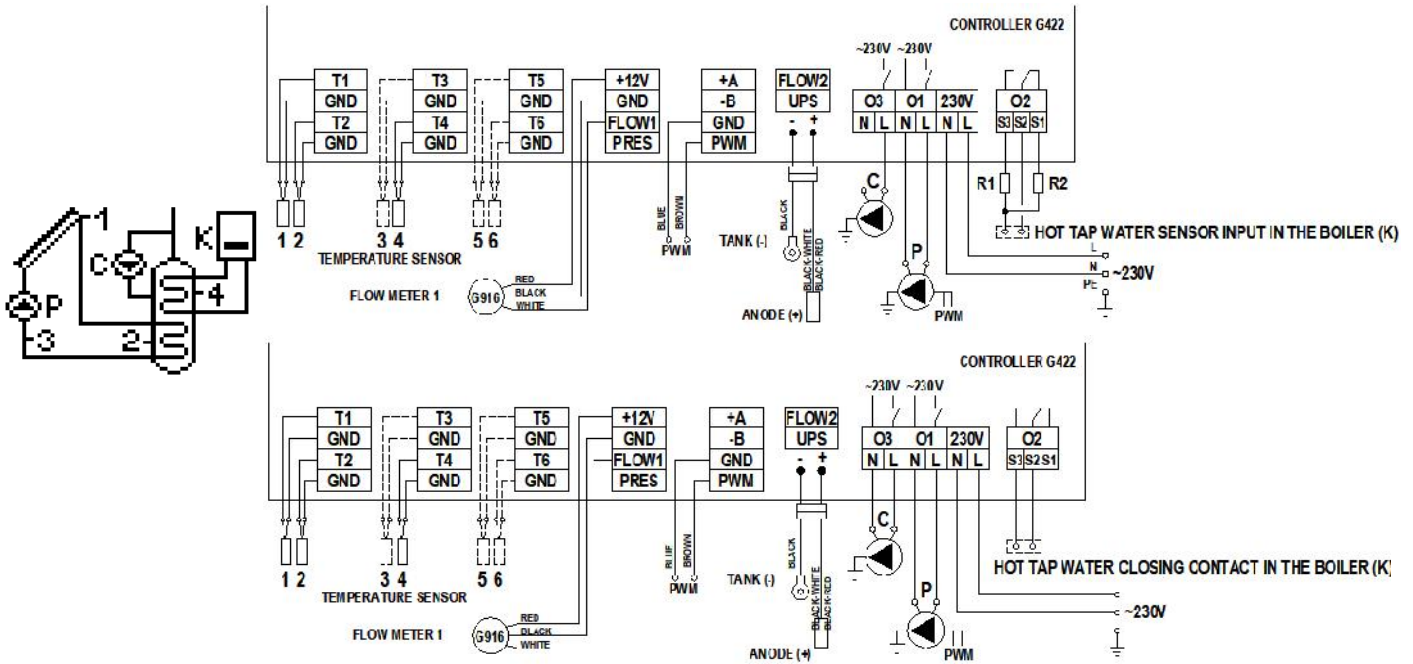 CONTROLLER G422
~230V ~230V
T1 T3 T5 +12V +A FLOW2
GND GND GND GND -B UPS O3 O1 230V O2
T2 T4 T6 FLOW1 GND - + N L N L N L S3 S2 S1
GND GND GND PRES PWM
C R1 R2
BLUE
BROWN
BLACK
BLACK-WHITE
BLACK-RED
1 2 3 4 5 6 PWM TANK (-) HOT TAP WATER SENSOR INPUT IN THE BOILER (K)
TEMPERATURE SENSOR P L
N ~230V
PE
RED
FLOW METER 1 G916 BLACK
WHITE
ANODE (+) PWM
1 K
C 4
P
3 2
CONTROLLER G422
~230V ~230V
T1 T3 T5 +12V +A FLOW2
GND GND GND GND -B UPS O3 O1 230V O2
T2 T4 T6 FLOW1 GND - + N L N L N L S3 S2 S1
GND GND GND PRES PWM
C
BLUE
BROWN
BLACK
BLACK-WHITE
BLACK-RED
1 2 3 4 5 6 PWM TANK (-) HOT TAP WATER CLOSING CONTACT IN THE BOILER (K)
TEMPERATURE SENSOR P
~230V
RED
FLOW METER 1 G916 BLACK
WHITE
ANODE (+) PWM